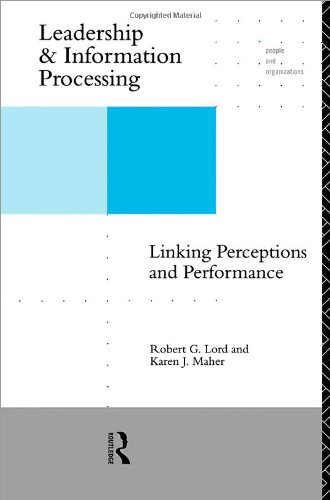 Copyrighted Material
Leadership
& Information
Processing
people
and
organizations
Linking Perceptions
and Performance
Robert G. Lord and
Karen J. Maher
ROUTLEDGE